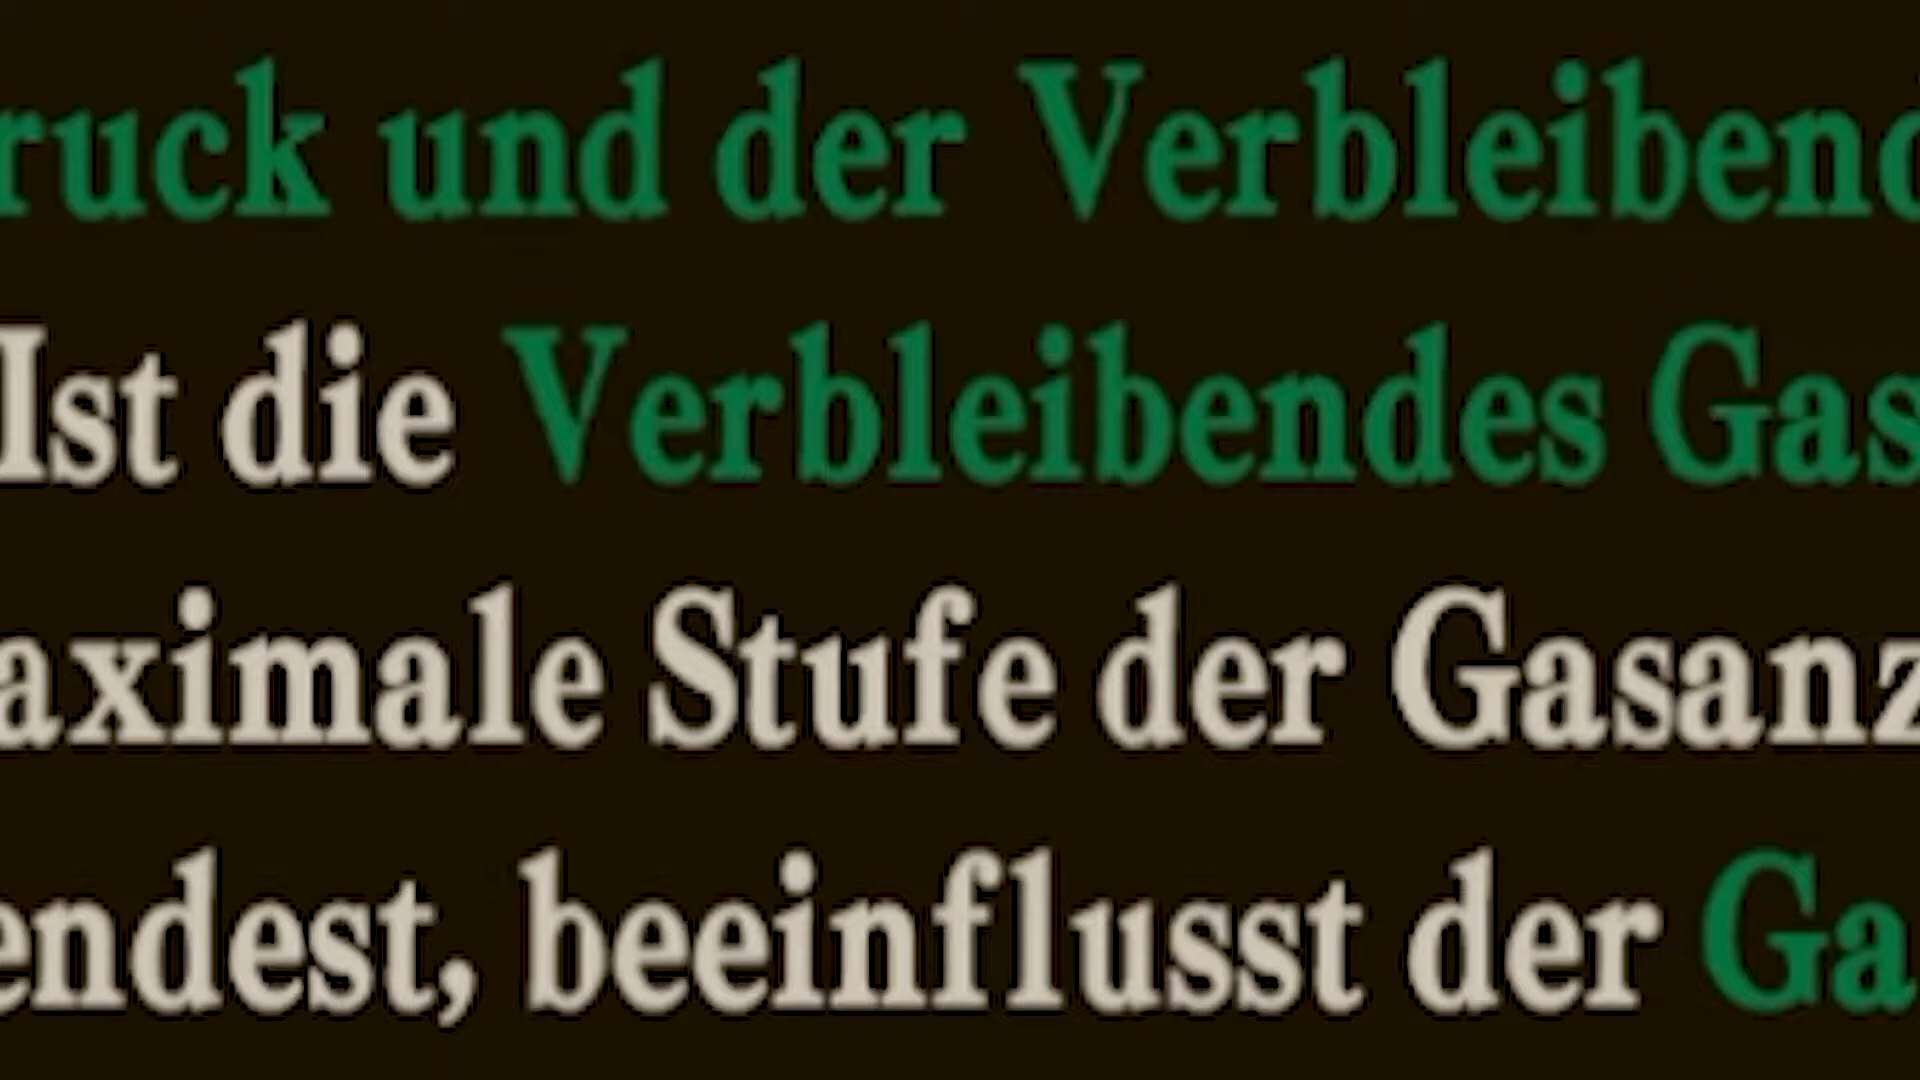 ruck und der Verbleibend
Ist die Verbleibendes Gas
aximale Stufe der Gasanz
endest, beeinflusst der Ga